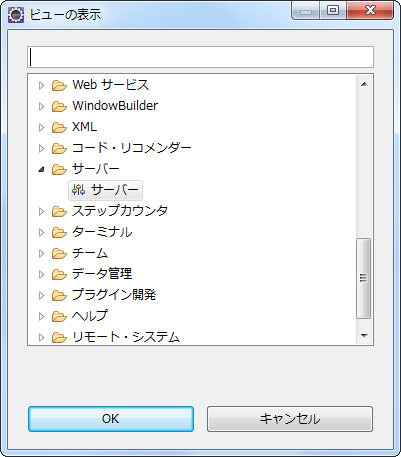 ビューの表示
Web サービス
WindowBuilder
XML
コード・リコメンダー
サーバー
サーバー
ステップカウンタ
ターミナル
チーム
データ管理
プラグイン開発
ヘルプ
リモート・システム
OK
キャンセル